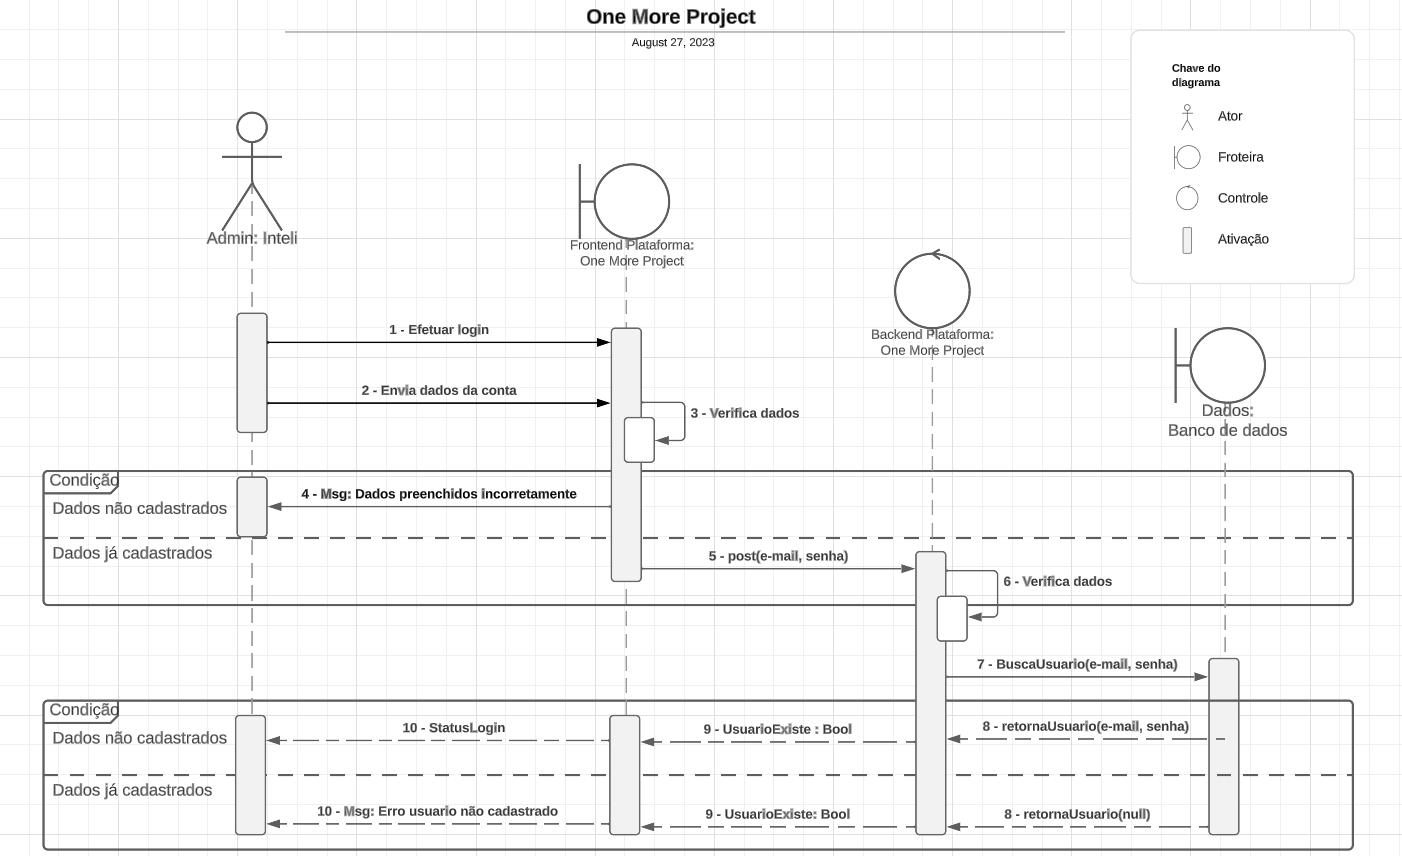 One More Project
August 27, 2023
Chave do
diagrama
Ator
Froteira
Controle
Ativação
Admin: Inteli
Frontend Plataforma:
One More Project
Backend Plataforma:
One More Project
Dados:
Banco de dados
1 - Efetuar login
2 - Envia dados da conta
3 - Verifica dados
Condição
Dados não cadastrados
4 - Msg: Dados preenchidos incorretamente
Dados já cadastrados
5 - post(e-mail, senha)
6 - Verifica dados
7 - BuscaUsuario(e-mail, senha)
Condição
Dados não cadastrados
10 - StatusLogin
9 - UsuarioExiste : Bool
8 - retornaUsuario(e-mail, senha)
Dados já cadastrados
10 - Msg: Erro usuario não cadastrado
9 - UsuarioExiste: Bool
8 - retornaUsuario(null)